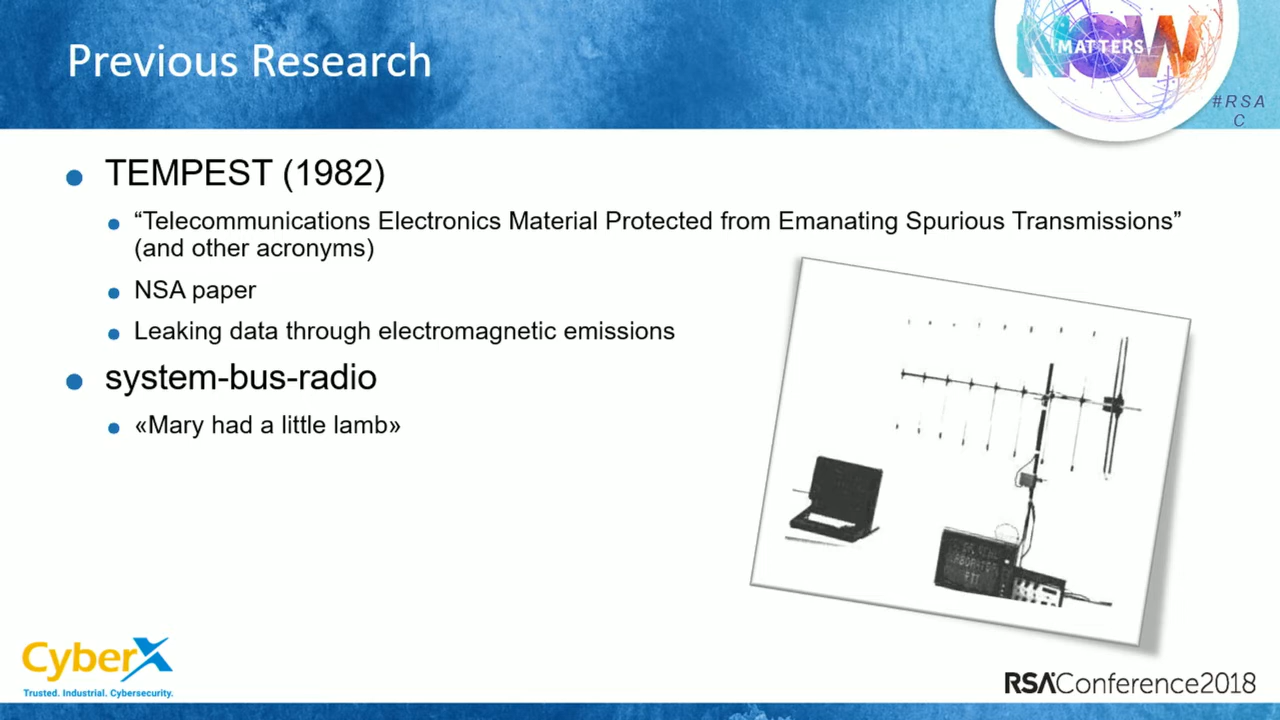 Previous Research
NOW
MATTERS
#RSA
C
TEMPEST (1982)
“Telecommunications Electronics Material Protected from Emanating Spurious Transmissions”
(and other acronyms)
NSA paper
Leaking data through electromagnetic emissions
system-bus-radio
«Mary had a little lamb»
CyberX
Trusted. Industrial. Cybersecurity.
RSAConference2018